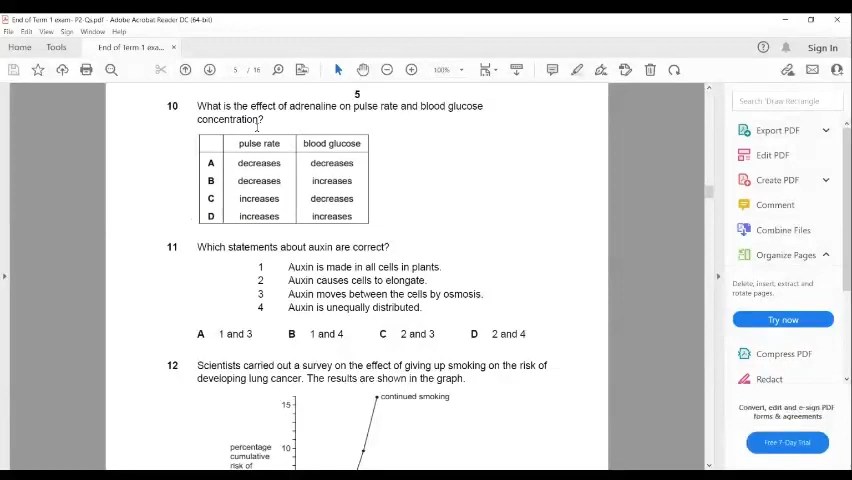 End of Term 1 exam- P2-Qs.pdf - Adobe Acrobat Reader DC (64-bit)
File Edit View Sign Window Help
Home Tools End of Term 1 exa... × Sign In
5 / 16 100%
5
10 What is the effect of adrenaline on pulse rate and blood glucose
concentration?
pulse rate blood glucose
A decreases decreases
B decreases increases
C increases decreases
D increases increases
11 Which statements about auxin are correct?
1 Auxin is made in all cells in plants.
2 Auxin causes cells to elongate.
3 Auxin moves between the cells by osmosis.
4 Auxin is unequally distributed.
A 1 and 3 B 1 and 4 C 2 and 3 D 2 and 4
12 Scientists carried out a survey on the effect of giving up smoking on the risk of
developing lung cancer. The results are shown in the graph.
15
continued smoking
percentage
10
cumulative
risk of
Search 'Draw Rectangle'
Export PDF
Edit PDF
Create PDF
Comment
Combine Files
Organize Pages
Delete, insert, extract and
rotate pages.
Try now
Compress PDF
Redact
Convert, edit and e-sign PDF
forms & agreements
Free 7-Day Trial